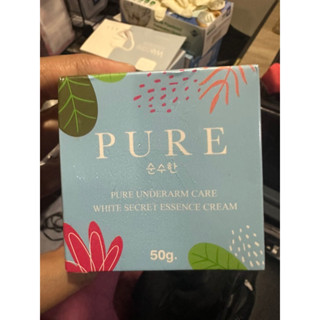 PURE
순수한
PURE UNDERARM CARE
WHITE SECRET ESSENCE CREAM
50g.